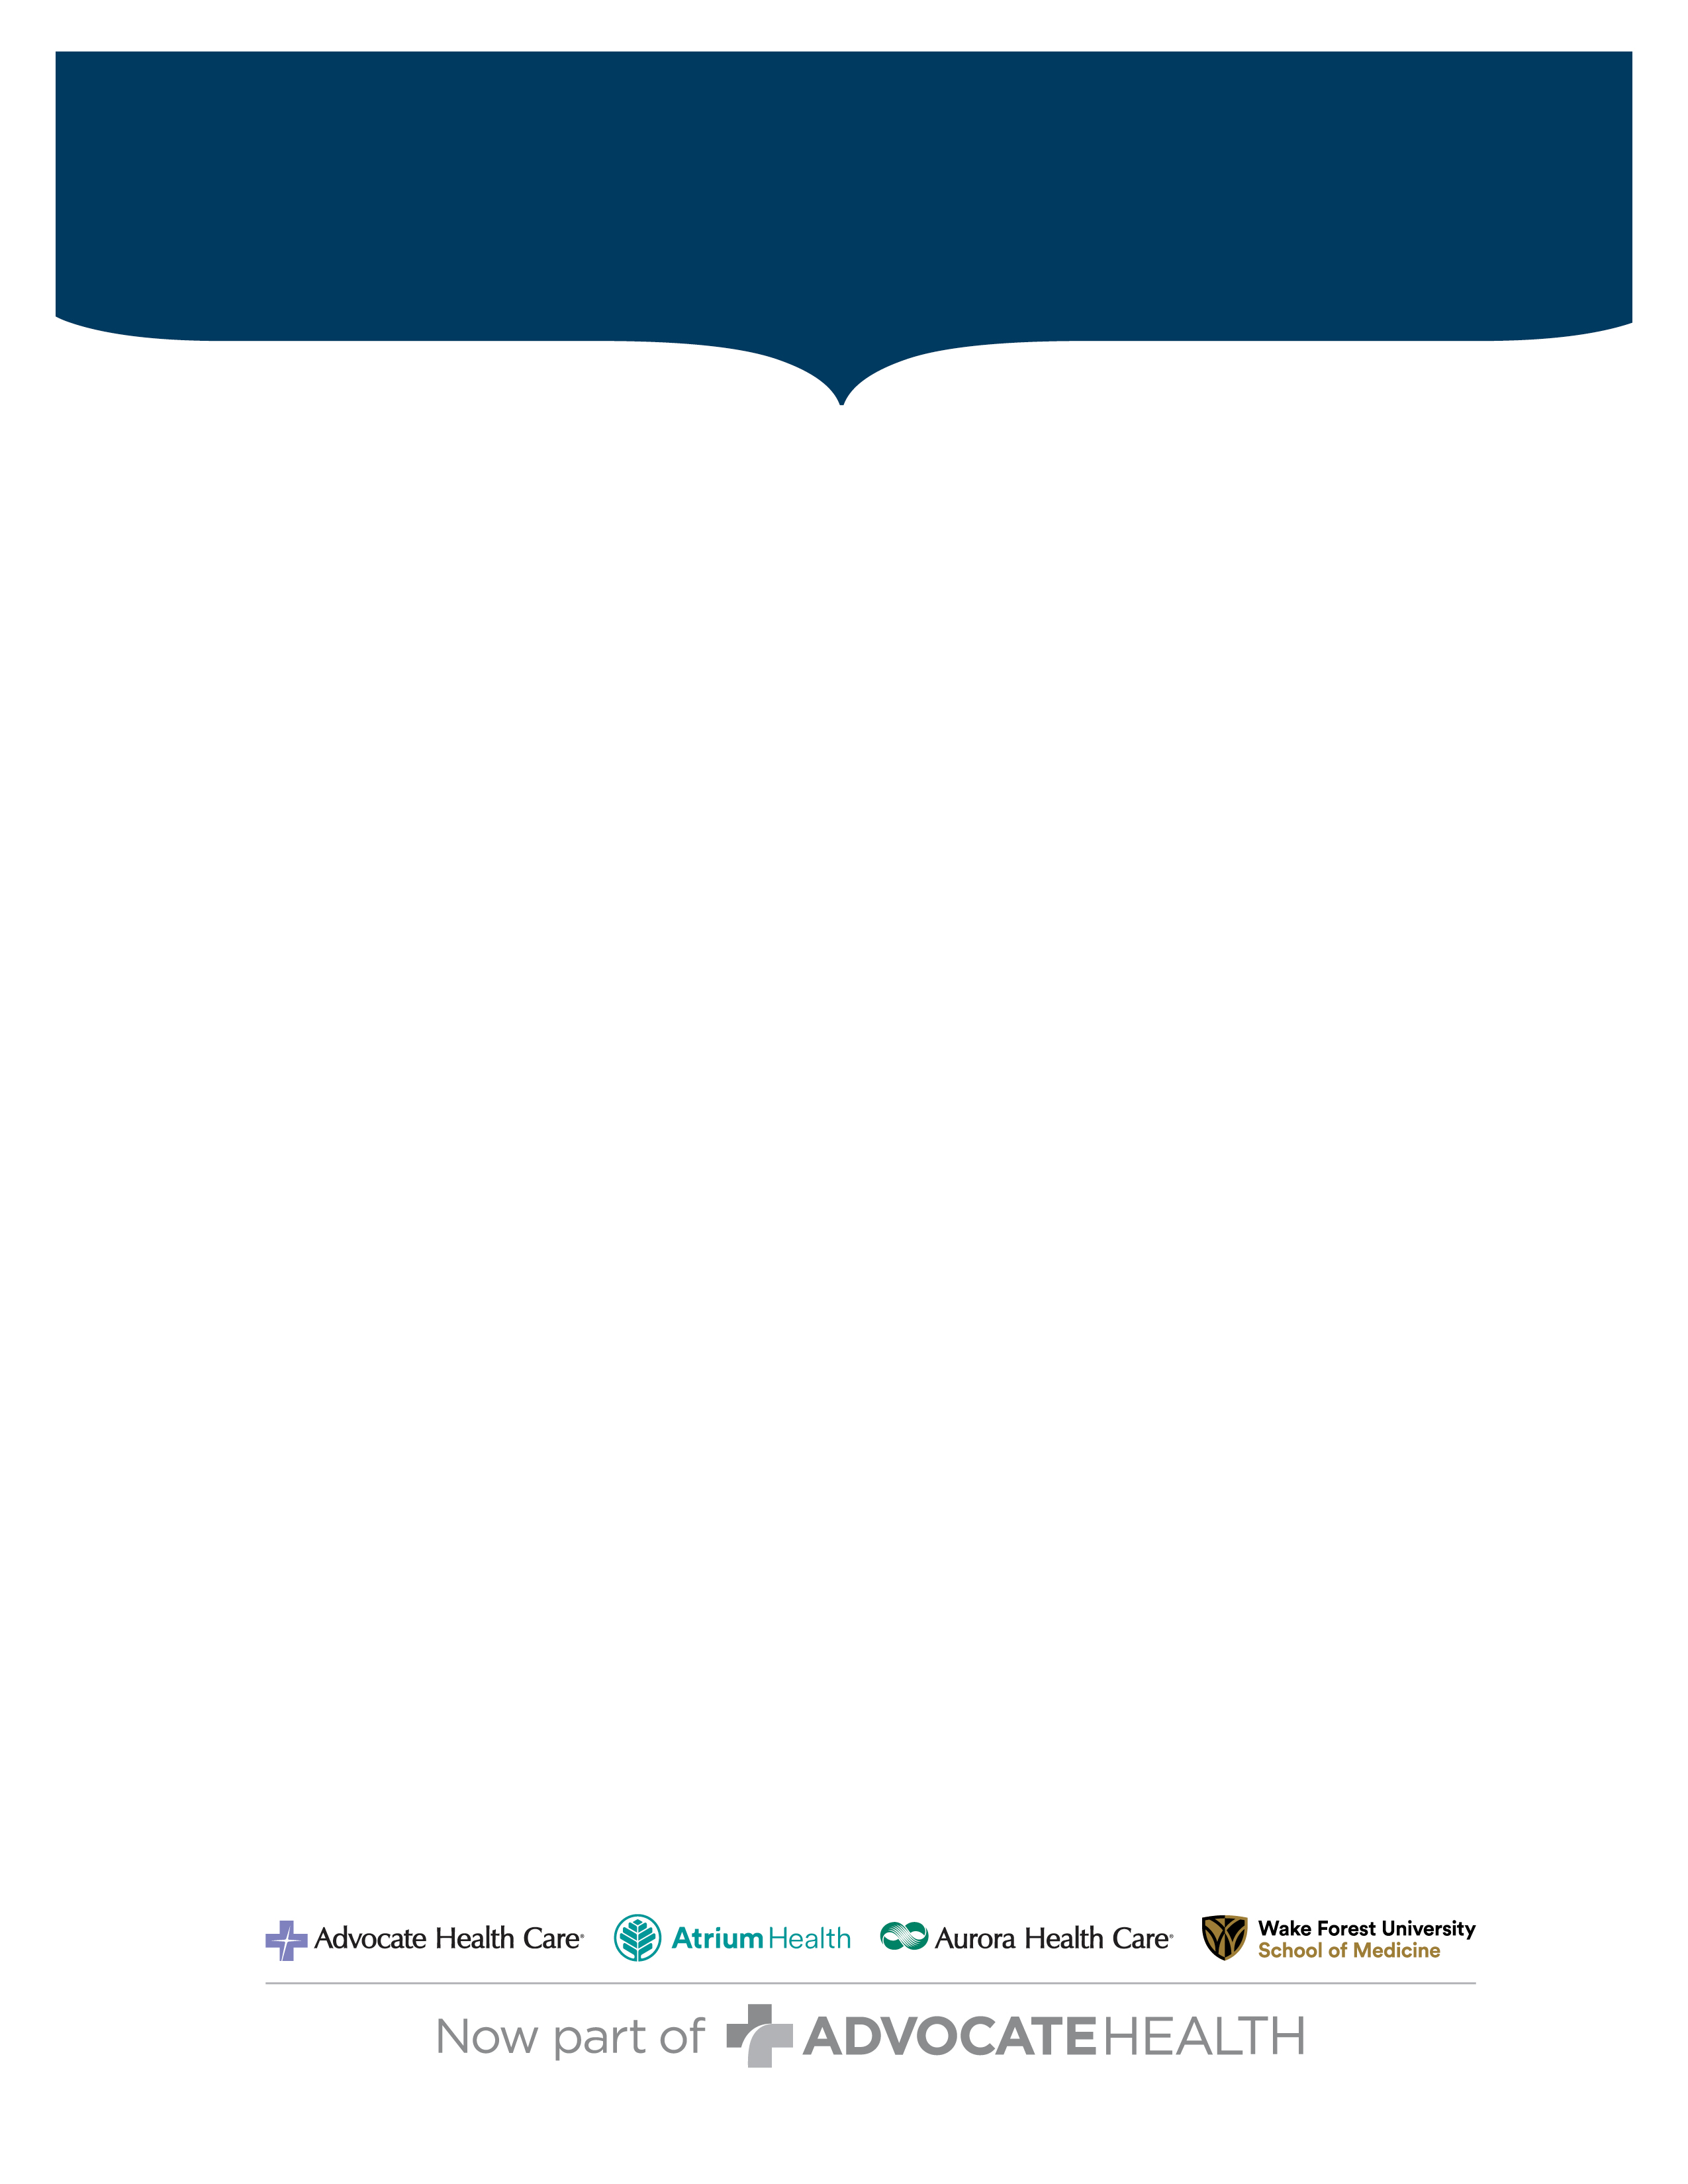 Advocate Health Care®
Atrium Health
Aurora Health Care®
Wake Forest University
School of Medicine
Now part of ADVOCATEHEALTH